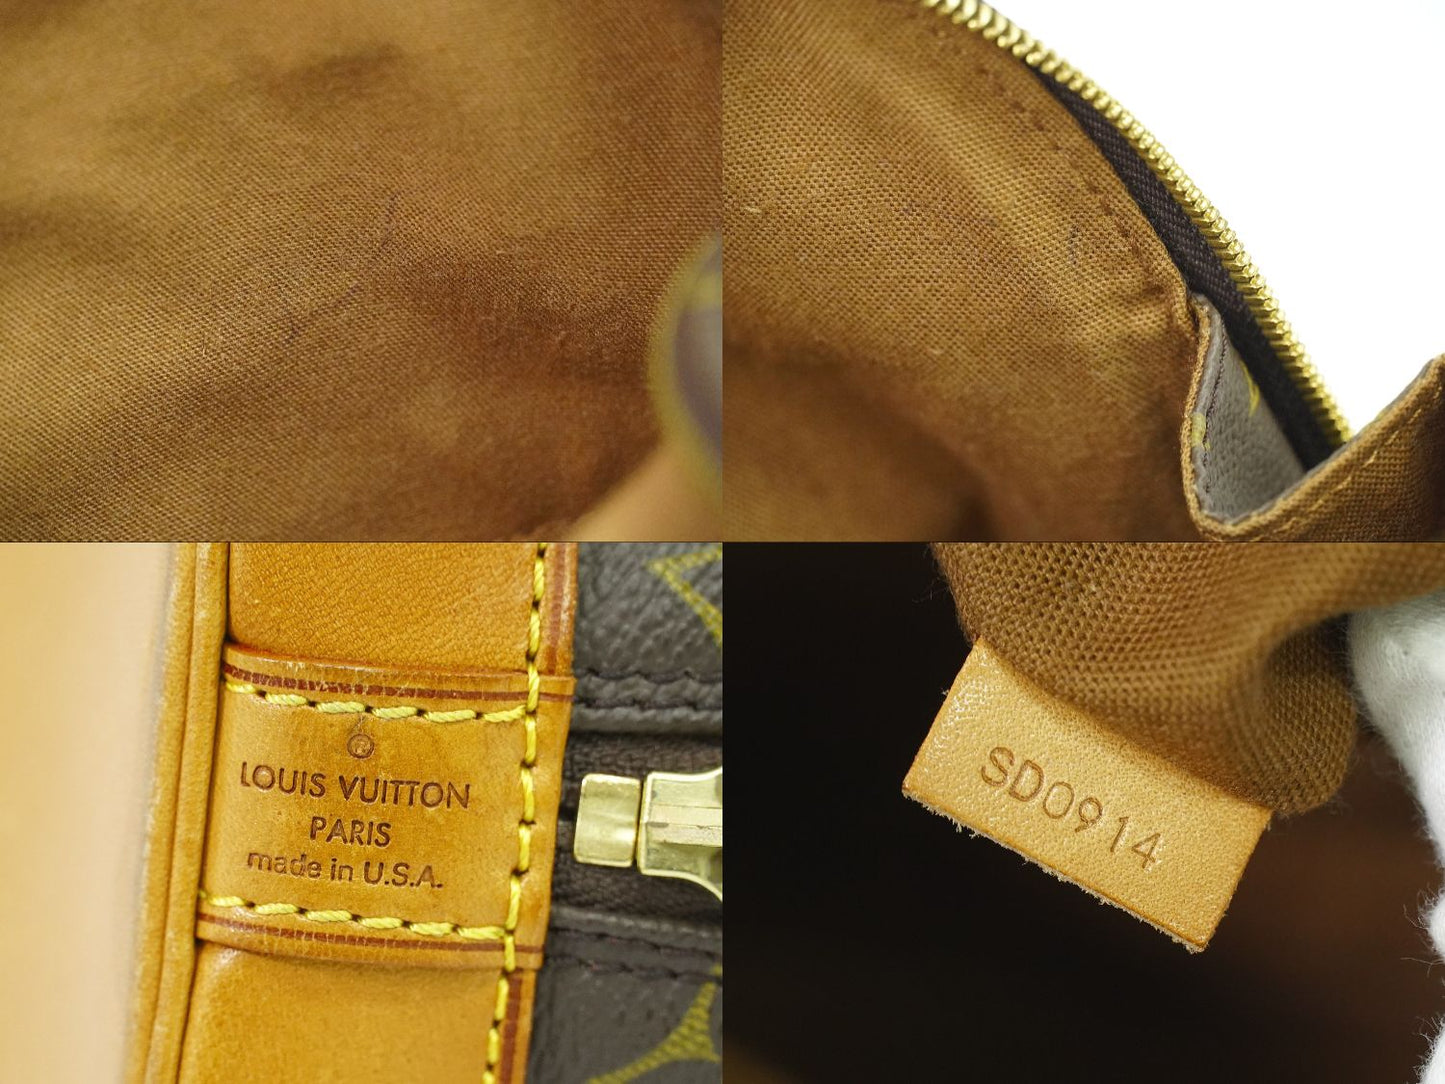 ®
LOUIS VUITTON
PARIS
made in U.S.A.
SD0914